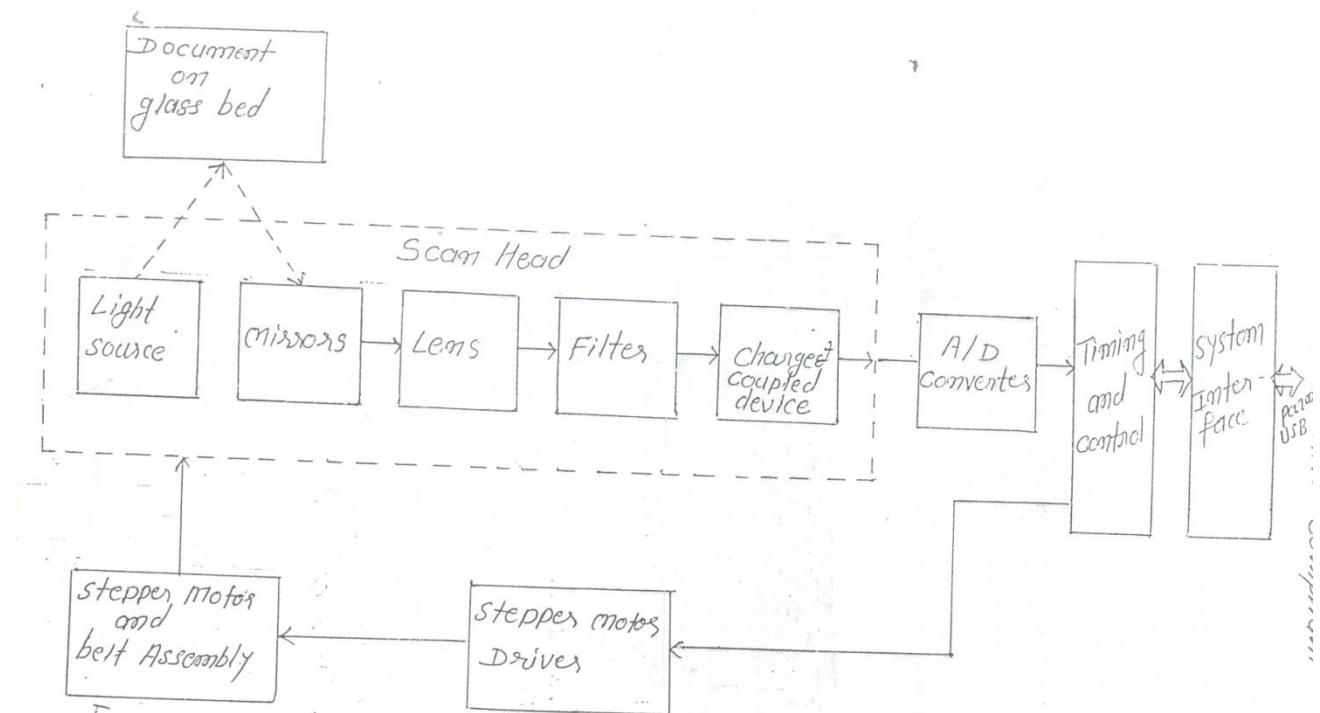 Document
on
glass bed
Scan Head
Light
source
Mirrors
Lens
Filter
Charged
coupled
device
A/D
Converter
Timing
and
control
System
Inter-
face
USB
Stepper Motor
and
belt Assembly
Stepper motor
Driver